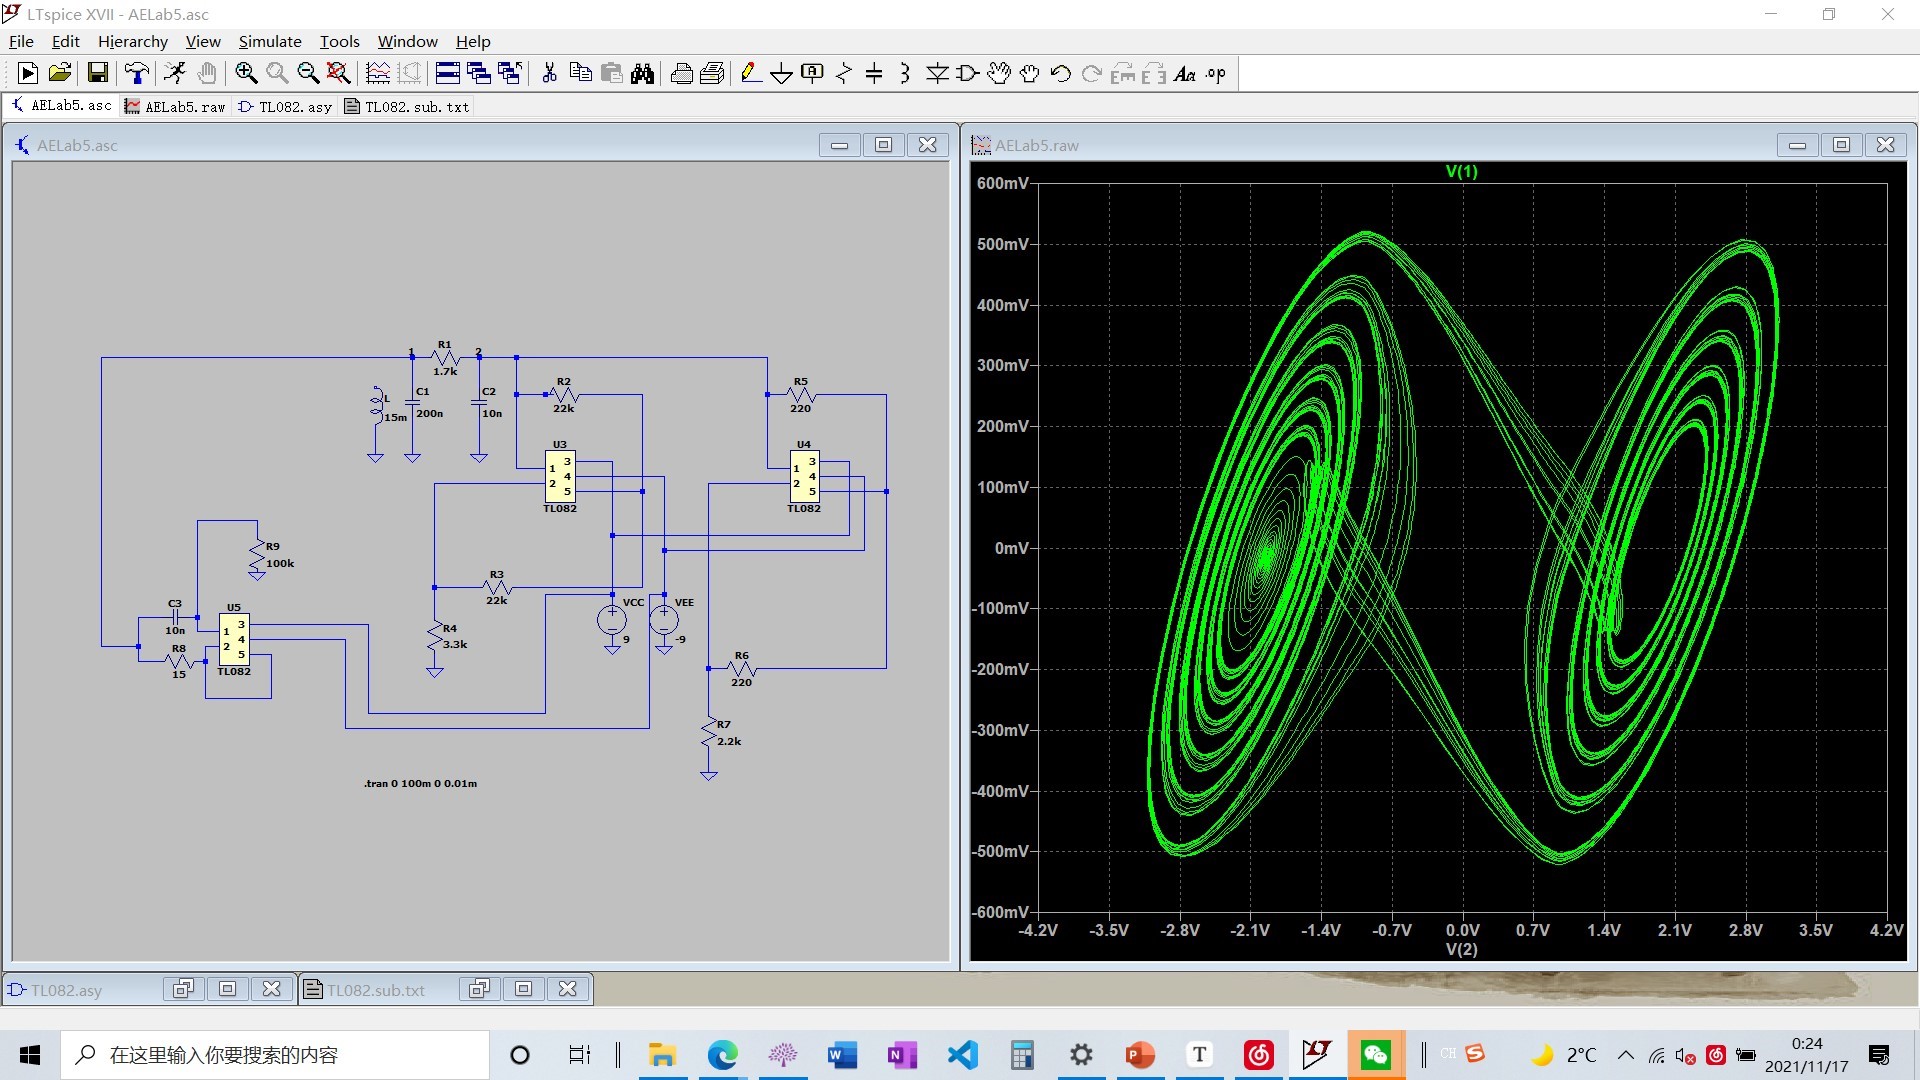 LTspice XVII - AELab5.asc
File Edit Hierarchy View Simulate Tools Window Help
AELab5.asc AELab5.raw TL082.asy TL082.sub.txt
AELab5.asc
AELab5.raw
1
R1
1.7k
2
L
15m
C1
200n
C2
10n
R2
22k
R5
220
U3
1
2
3
4
5
TL082
U4
1
2
3
4
5
TL082
R9
100k
R3
22k
C3
10n
R8
15
U5
1
2
3
4
5
TL082
R4
3.3k
VCC
9
VEE
-9
R6
220
R7
2.2k
.tran 0 100m 0 0.01m
V(1)
600mV
500mV
400mV
300mV
200mV
100mV
0mV
-100mV
-200mV
-300mV
-400mV
-500mV
-600mV
-4.2V -3.5V -2.8V -2.1V -1.4V -0.7V 0.0V 0.7V 1.4V 2.1V 2.8V 3.5V 4.2V
V(2)
TL082.asy
TL082.sub.txt
在这里输入你要搜索的内容
CH
2°C
0:24
2021/11/17